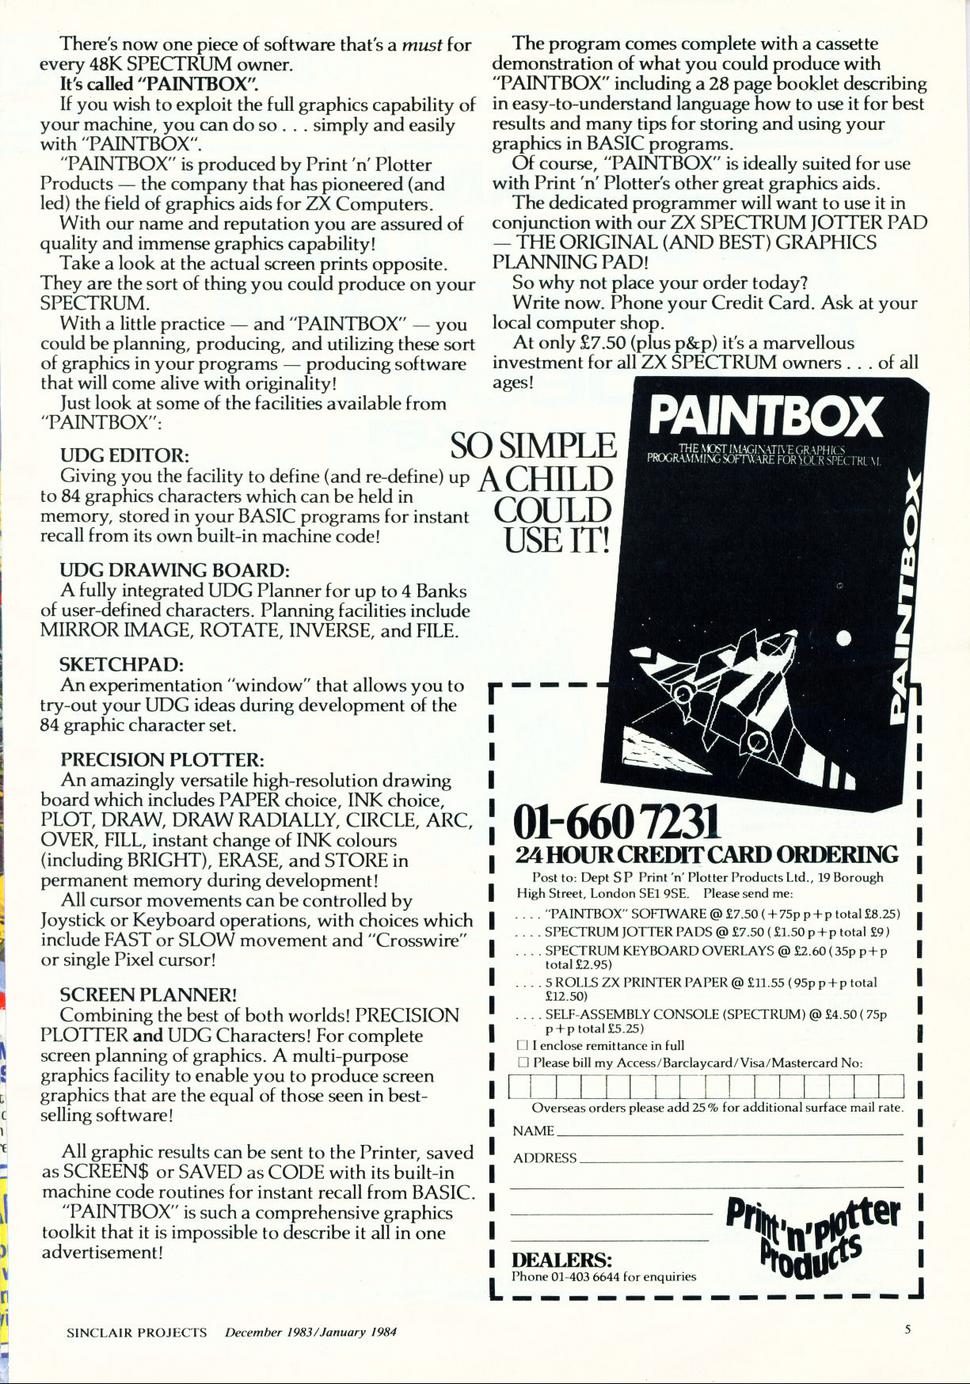 There's now one piece of software that's a must for
every 48K SPECTRUM owner.
It's called "PAINTBOX".
If you wish to exploit the full graphics capability of
your machine, you can do so . . . simply and easily
with "PAINTBOX".
"PAINTBOX" is produced by Print 'n' Plotter
Products — the company that has pioneered (and
led) the field of graphics aids for ZX Computers.
With our name and reputation you are assured of
quality and immense graphics capability!
Take a look at the actual screen prints opposite.
They are the sort of thing you could produce on your
SPECTRUM.
With a little practice — and "PAINTBOX" — you
could be planning, producing, and utilizing these sort
of graphics in your programs — producing software
that will come alive with originality!
Just look at some of the facilities available from
"PAINTBOX":
UDG EDITOR:
Giving you the facility to define (and re-define) up
to 84 graphics characters which can be held in
memory, stored in your BASIC programs for instant
recall from its own built-in machine code!
UDG DRAWING BOARD:
A fully integrated UDG Planner for up to 4 Banks
of user-defined characters. Planning facilities include
MIRROR IMAGE, ROTATE, INVERSE, and FILE.
SKETCHPAD:
An experimentation "window" that allows you to
try-out your UDG ideas during development of the
84 graphic character set.
PRECISION PLOTTER:
An amazingly versatile high-resolution drawing
board which includes PAPER choice, INK choice,
PLOT, DRAW, DRAW RADIALLY, CIRCLE, ARC,
OVER, FILL, instant change of INK colours
(including BRIGHT), ERASE, and STORE in
permanent memory during development!
All cursor movements can be controlled by
Joystick or Keyboard operations, with choices which
include FAST or SLOW movement and "Crosswire"
or single Pixel cursor!
SCREEN PLANNER!
Combining the best of both worlds! PRECISION
PLOTTER and UDG Characters! For complete
screen planning of graphics. A multi-purpose
graphics facility to enable you to produce screen
graphics that are the equal of those seen in best-
selling software!
All graphic results can be sent to the Printer, saved
as SCREEN$ or SAVED as CODE with its built-in
machine code routines for instant recall from BASIC.
"PAINTBOX" is such a comprehensive graphics
toolkit that it is impossible to describe it all in one
advertisement!
The program comes complete with a cassette
demonstration of what you could produce with
"PAINTBOX" including a 28 page booklet describing
in easy-to-understand language how to use it for best
results and many tips for storing and using your
graphics in BASIC programs.
Of course, "PAINTBOX" is ideally suited for use
with Print 'n' Plotter's other great graphics aids.
The dedicated programmer will want to use it in
conjunction with our ZX SPECTRUM JOTTER PAD
— THE ORIGINAL (AND BEST) GRAPHICS
PLANNING PAD!
So why not place your order today?
Write now. Phone your Credit Card. Ask at your
local computer shop.
At only £7.50 (plus p&p) it's a marvellous
investment for all ZX SPECTRUM owners . . . of all
ages!
SO SIMPLE
A CHILD
COULD
USE IT!
PAINTBOX
THE MOST IMAGINATIVE GRAPHICS
PROGRAMMING SOFTWARE FOR YOUR SPECTRUM.
PAINTBOX
01-660 7231
24 HOUR CREDIT CARD ORDERING
Post to: Dept SP Print 'n' Plotter Products Ltd., 19 Borough
High Street, London SE1 9SE. Please send me:
. . . . "PAINTBOX" SOFTWARE @ £7.50 (+75p p+p total £8.25)
. . . . SPECTRUM JOTTER PADS @ £7.50 (£1.50 p+p total £9)
. . . . SPECTRUM KEYBOARD OVERLAYS @ £2.60 (35p p+p
total £2.95)
. . . . 5 ROLLS ZX PRINTER PAPER @ £11.55 (95p p+p total
£12.50)
. . . . SELF-ASSEMBLY CONSOLE (SPECTRUM) @ £4.50 (75p
p+p total £5.25)
☐ I enclose remittance in full
☐ Please bill my Access/Barclaycard/Visa/Mastercard No:
Overseas orders please add 25% for additional surface mail rate.
NAME
ADDRESS
Print 'n' Plotter
Products
DEALERS:
Phone 01-403 6644 for enquiries
SINCLAIR PROJECTS December 1983/January 1984
5